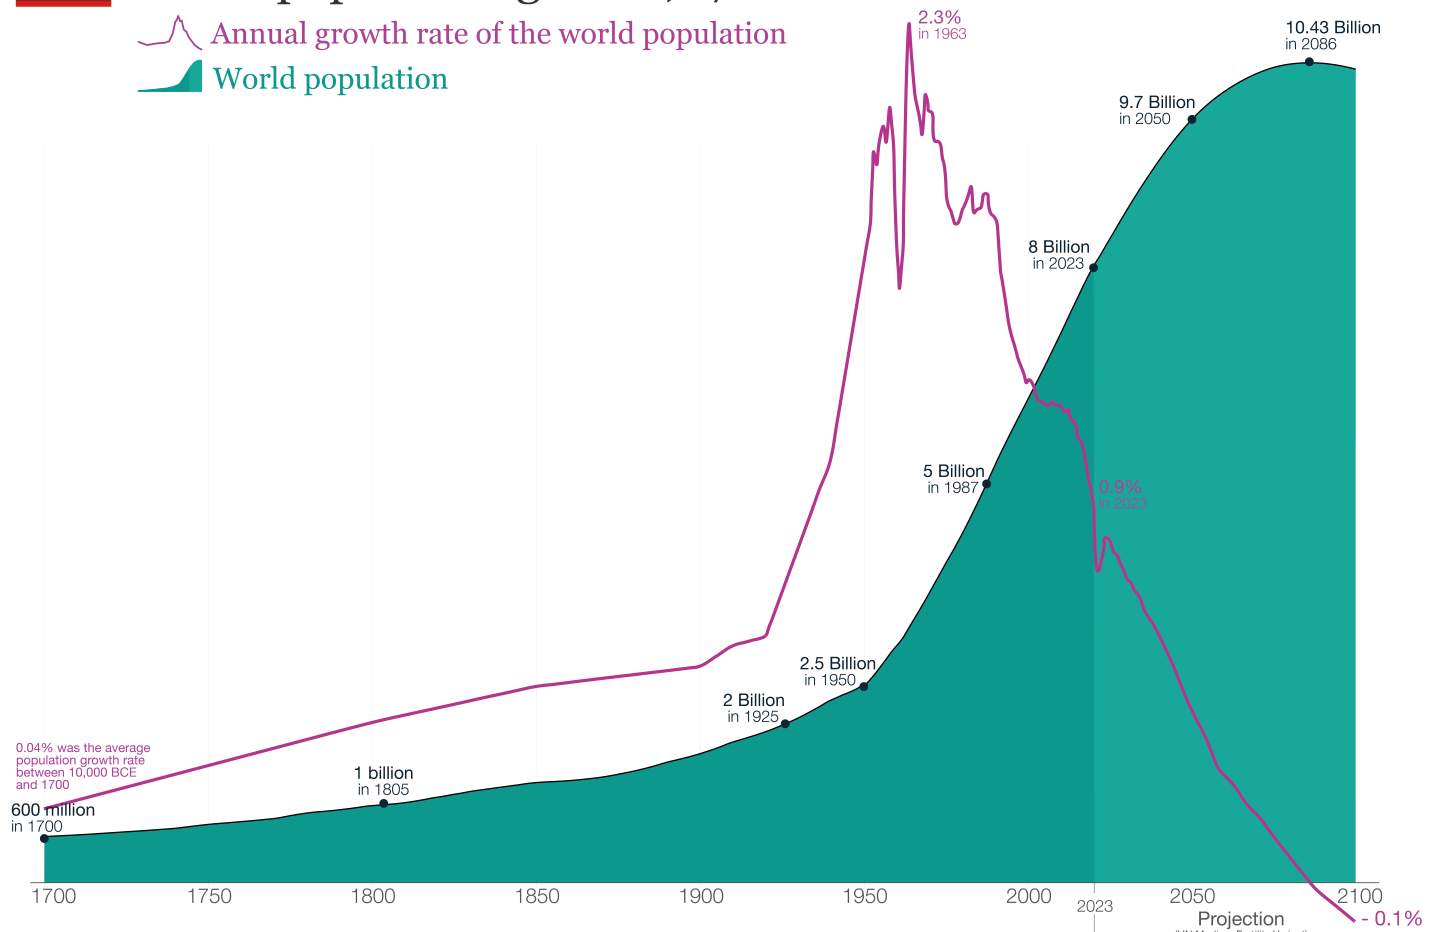 Annual growth rate of the world population
World population
2.3%
in 1963
10.43 Billion
in 2086
9.7 Billion
in 2050
8 Billion
in 2023
5 Billion
in 1987
0.9%
in 2023
2.5 Billion
in 1950
2 Billion
in 1925
0.04% was the average
population growth rate
between 10,000 BCE
and 1700
1 billion
in 1805
600 million
in 1700
1700 1750 1800 1850 1900 1950 2000 2050 2100
2023
Projection
- 0.1%